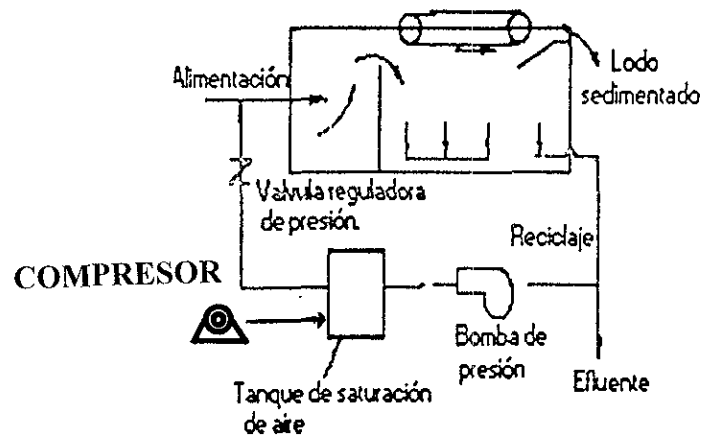 Alimentación
Lodo
sedimentado
Valvula reguladora
de presión.
Reciclaje
COMPRESOR
Bomba de
presión
Efluente
Tanque de saturación
de aire